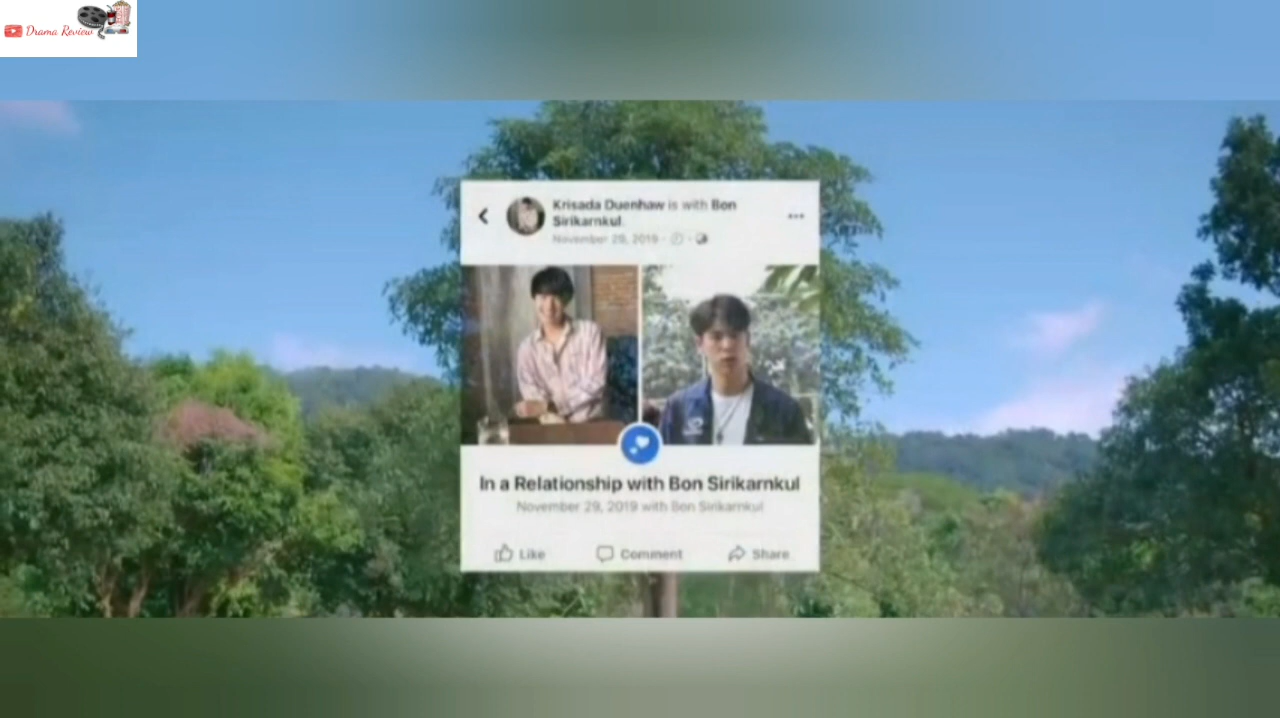 Drama Review
Krisada Duenhaw is with Bon
Sirikarnkul.
November 29, 2019
In a Relationship with Bon Sirikarnkul
November 29, 2019 with Bon Sirikarnkul
Like Comment Share